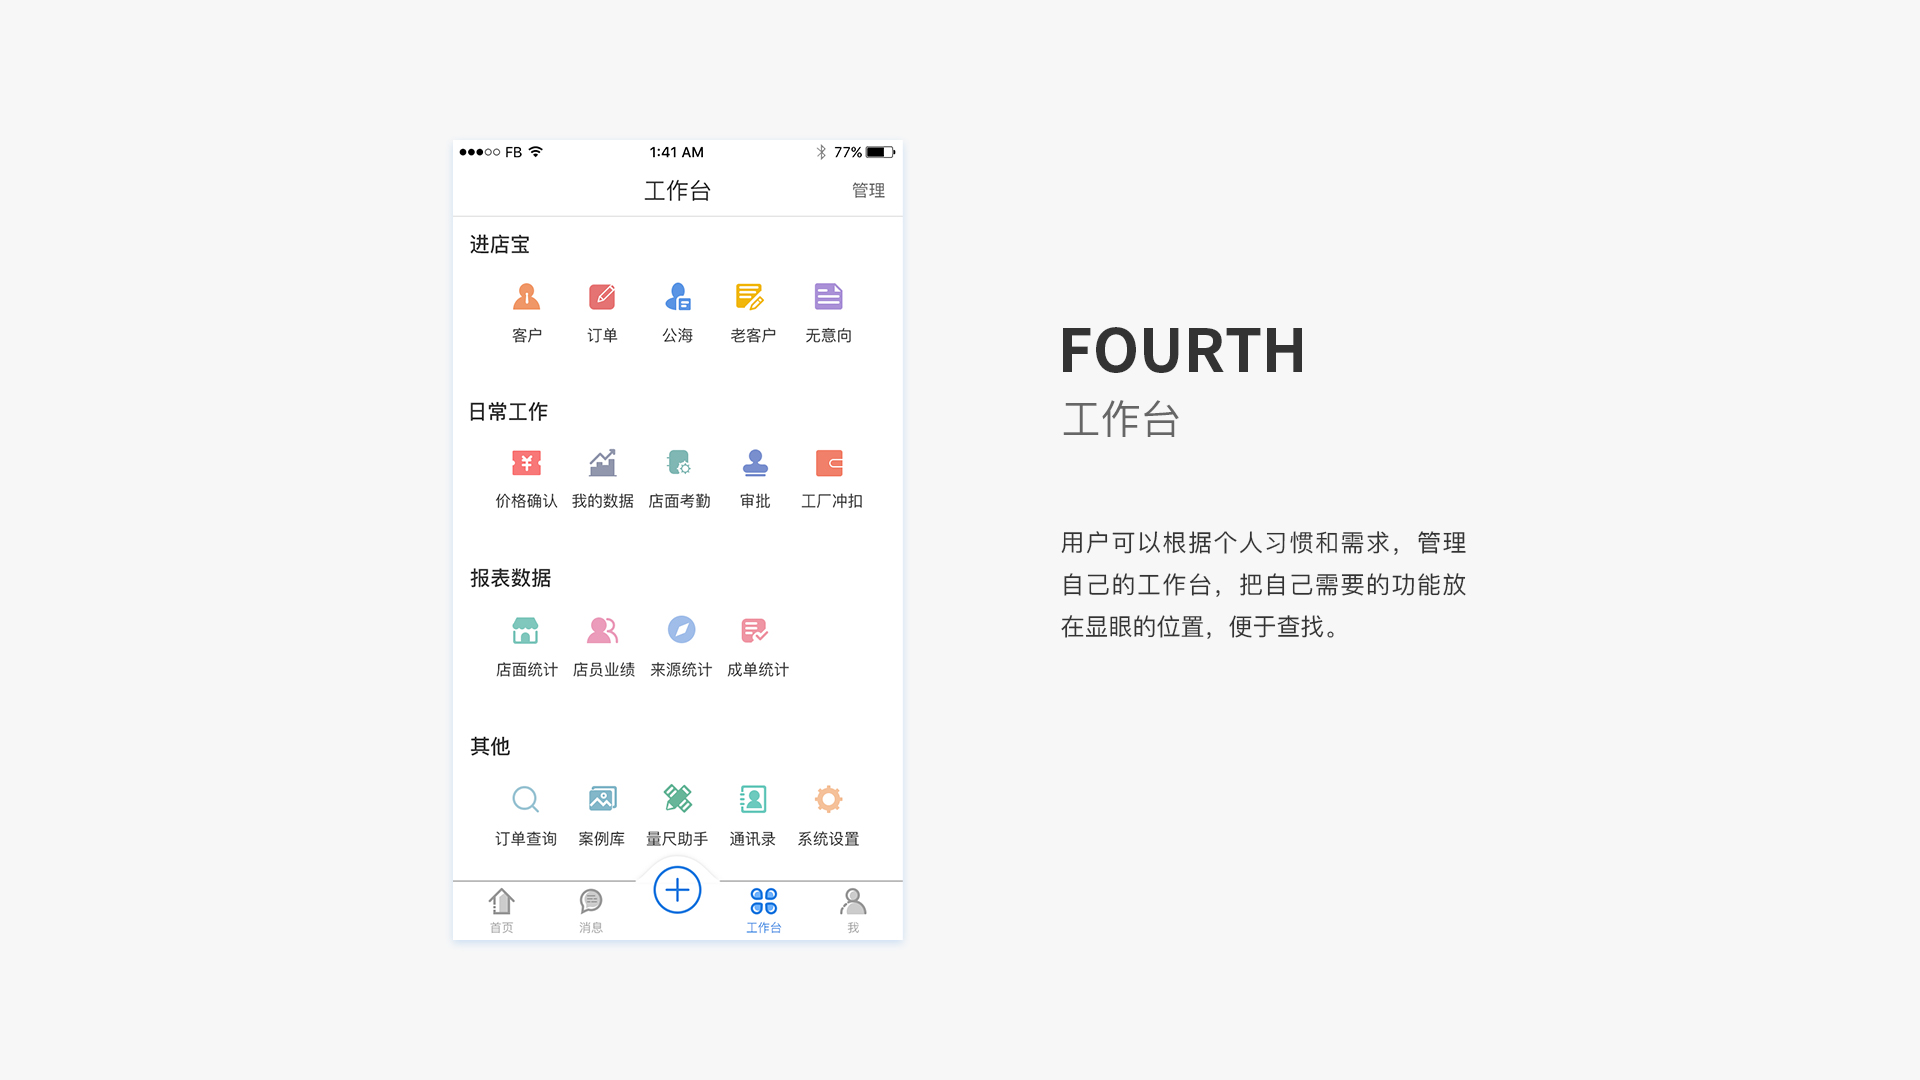 FB 1:41 AM 77%
工作台 管理
进店宝
客户 订单 公海 老客户 无意向
日常工作
价格确认 我的数据 店面考勤 审批 工厂冲扣
报表数据
店面统计 店员业绩 来源统计 成单统计
其他
订单查询 案例库 量尺助手 通讯录 系统设置
首页 消息 工作台 我
FOURTH
工作台
用户可以根据个人习惯和需求，管理
自己的工作台，把自己需要的功能放
在显眼的位置，便于查找。